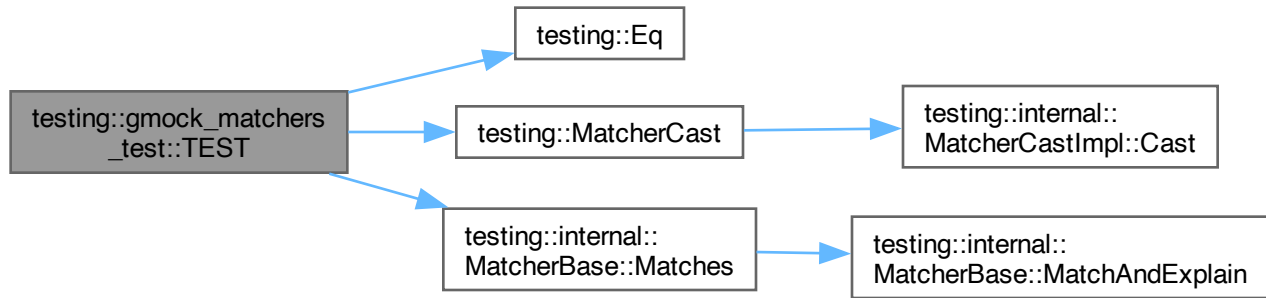 testing::Eq
testing::gmock_matchers
_test::TEST
testing::MatcherCast
testing::internal::
MatcherCastImpl::Cast
testing::internal::
MatcherBase::Matches
testing::internal::
MatcherBase::MatchAndExplain